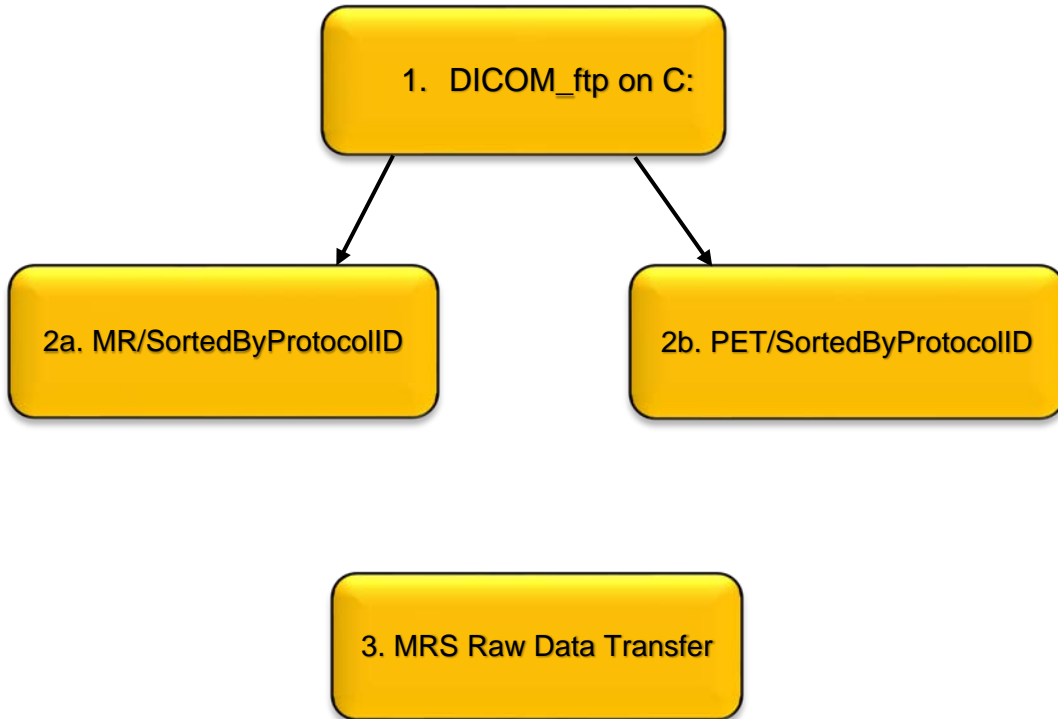 1. DICOM_ftp on C:
2a. MR/SortedByProtocolID
2b. PET/SortedByProtocolID
3. MRS Raw Data Transfer